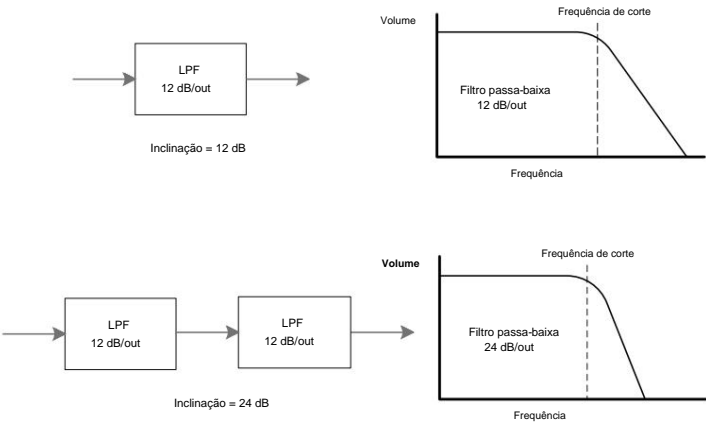 Volume
Frequência de corte
LPF
12 dB/out
Filtro passa-baixa
12 dB/out
Inclinação = 12 dB
Frequência
Volume
Frequência de corte
LPF
12 dB/out
LPF
12 dB/out
Filtro passa-baixa
24 dB/out
Inclinação = 24 dB
Frequência